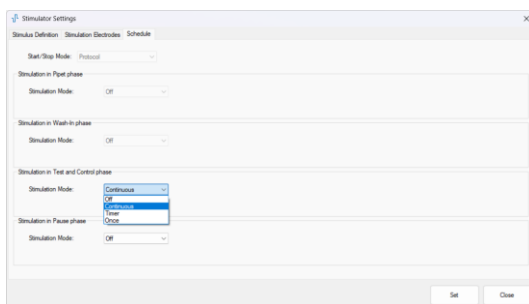 Stimulator Settings
Stimulus Definition Stimulation Electrodes Schedule
Start-/Stop Mode: Protocol
Stimulation in Pipet phase
Stimulation Mode: Off
Stimulation in Wash-In phase
Stimulation Mode: Off
Stimulation in Test and Control phase
Stimulation Mode: Continuous
Off
Continuous
Timer
Once
Stimulation in Pause phase
Stimulation Mode: Off
Set Close